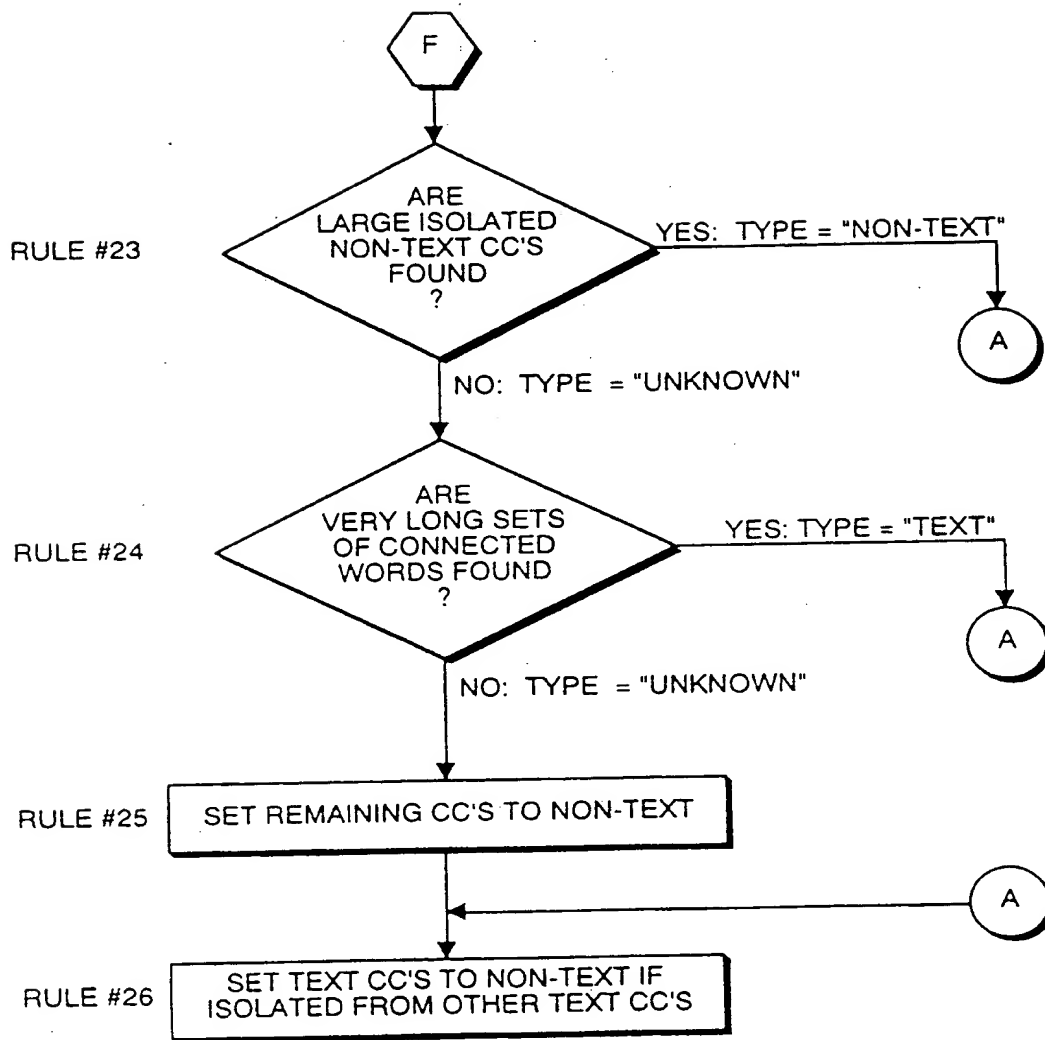 F
ARE
LARGE ISOLATED
NON-TEXT CC'S
FOUND
?
RULE #23
YES: TYPE = "NON-TEXT"
A
NO: TYPE = "UNKNOWN"
ARE
VERY LONG SETS
OF CONNECTED
WORDS FOUND
?
RULE #24
YES: TYPE = "TEXT"
A
NO: TYPE = "UNKNOWN"
RULE #25
SET REMAINING CC'S TO NON-TEXT
A
RULE #26
SET TEXT CC'S TO NON-TEXT IF
ISOLATED FROM OTHER TEXT CC'S